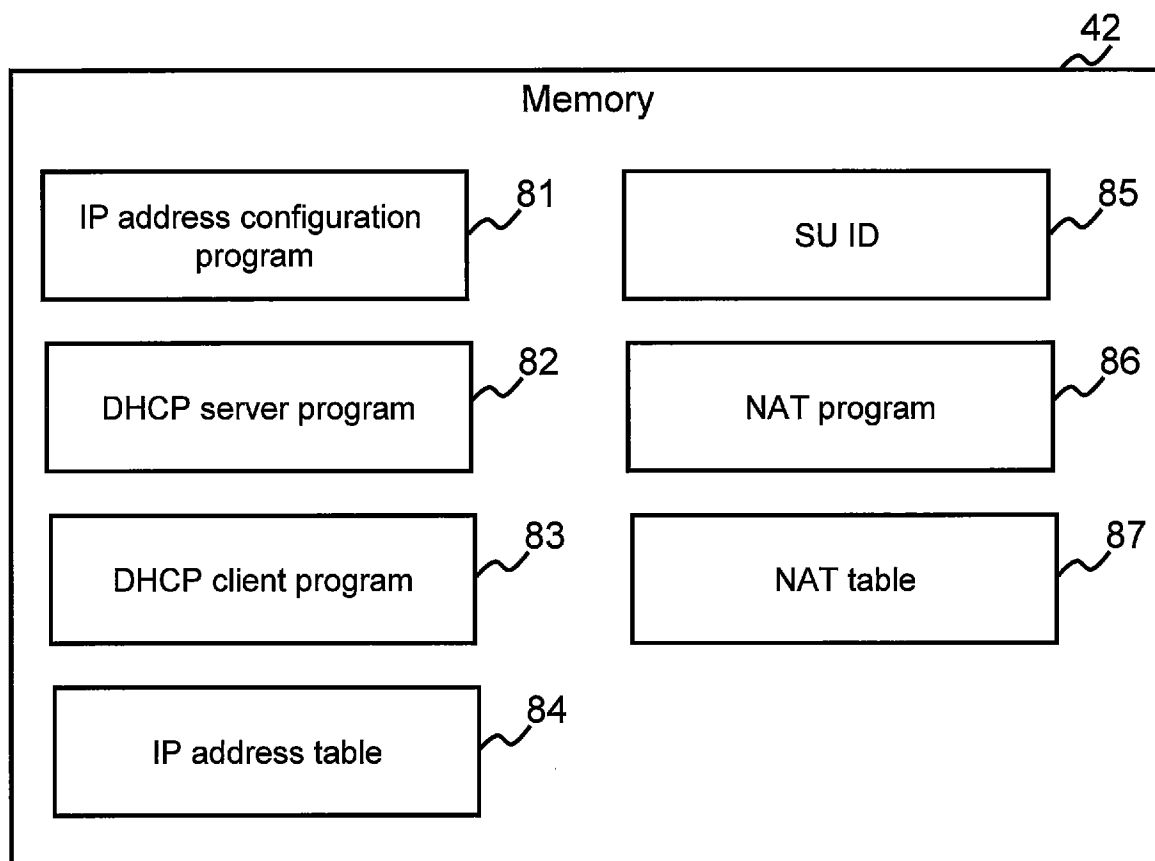 42
Memory
IP address configuration
program
81
SU ID
85
DHCP server program
82
NAT program
86
DHCP client program
83
NAT table
87
IP address table
84